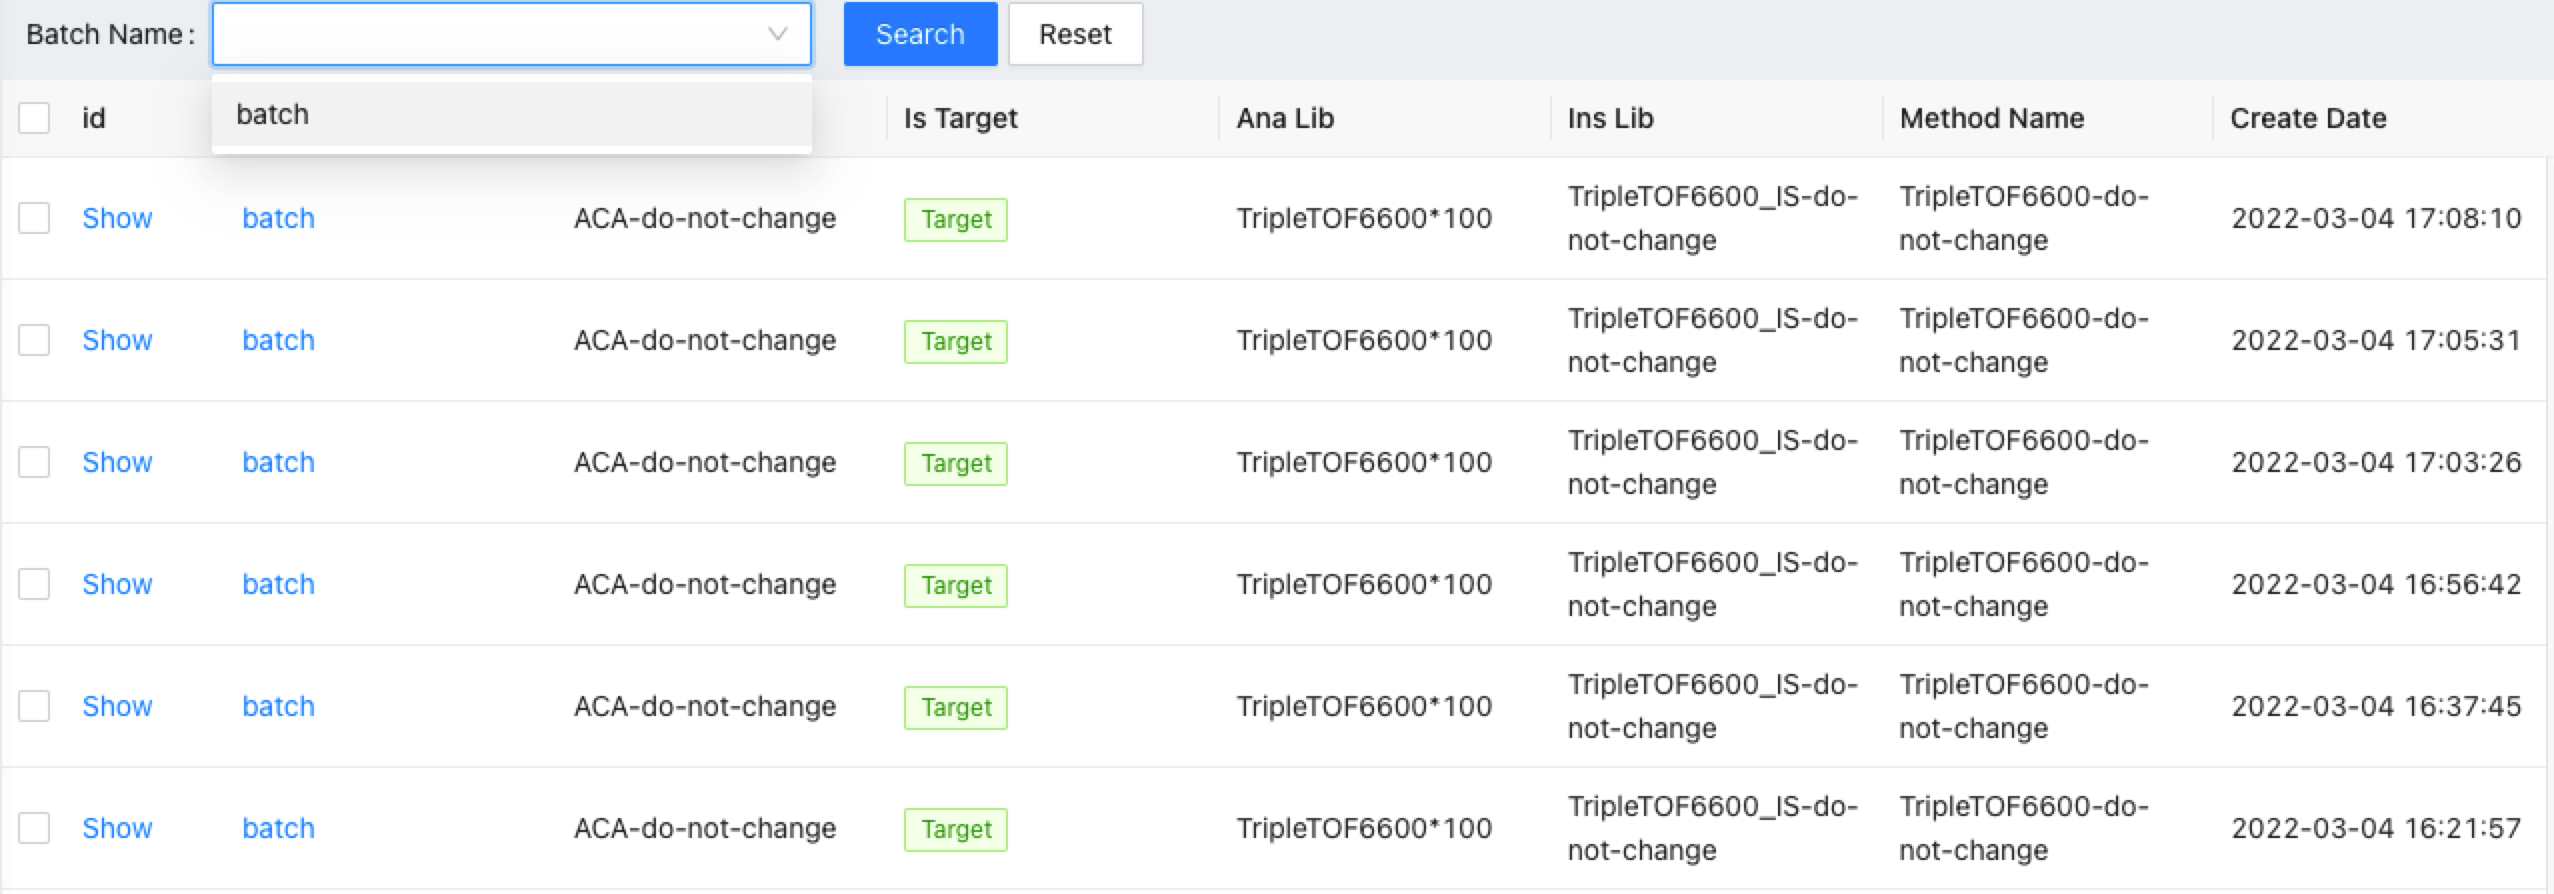 Batch Name: Search Reset
batch
id Is Target Ana Lib Ins Lib Method Name Create Date
Show batch ACA-do-not-change Target TripleTOF6600*100 TripleTOF6600_IS-do-not-change TripleTOF6600-do-not-change 2022-03-04 17:08:10
Show batch ACA-do-not-change Target TripleTOF6600*100 TripleTOF6600_IS-do-not-change TripleTOF6600-do-not-change 2022-03-04 17:05:31
Show batch ACA-do-not-change Target TripleTOF6600*100 TripleTOF6600_IS-do-not-change TripleTOF6600-do-not-change 2022-03-04 17:03:26
Show batch ACA-do-not-change Target TripleTOF6600*100 TripleTOF6600_IS-do-not-change TripleTOF6600-do-not-change 2022-03-04 16:56:42
Show batch ACA-do-not-change Target TripleTOF6600*100 TripleTOF6600_IS-do-not-change TripleTOF6600-do-not-change 2022-03-04 16:37:45
Show batch ACA-do-not-change Target TripleTOF6600*100 TripleTOF6600_IS-do-not-change TripleTOF6600-do-not-change 2022-03-04 16:21:57